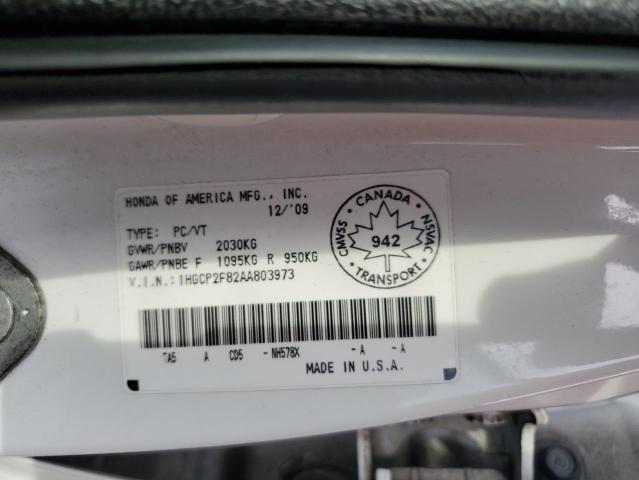 HONDA OF AMERICA MFG., INC.
12/'09
TYPE: PC/VT
GVWR/PNBV 2030KG
GAWR/PNBE F 1095KG R 950KG
V.I.N.: 1HGCP2F82AA803973
CANADA
CMVSS 942 NSVAC
TRANSPORT
TA5 A CD5 - NH578X - A - A
MADE IN U.S.A.